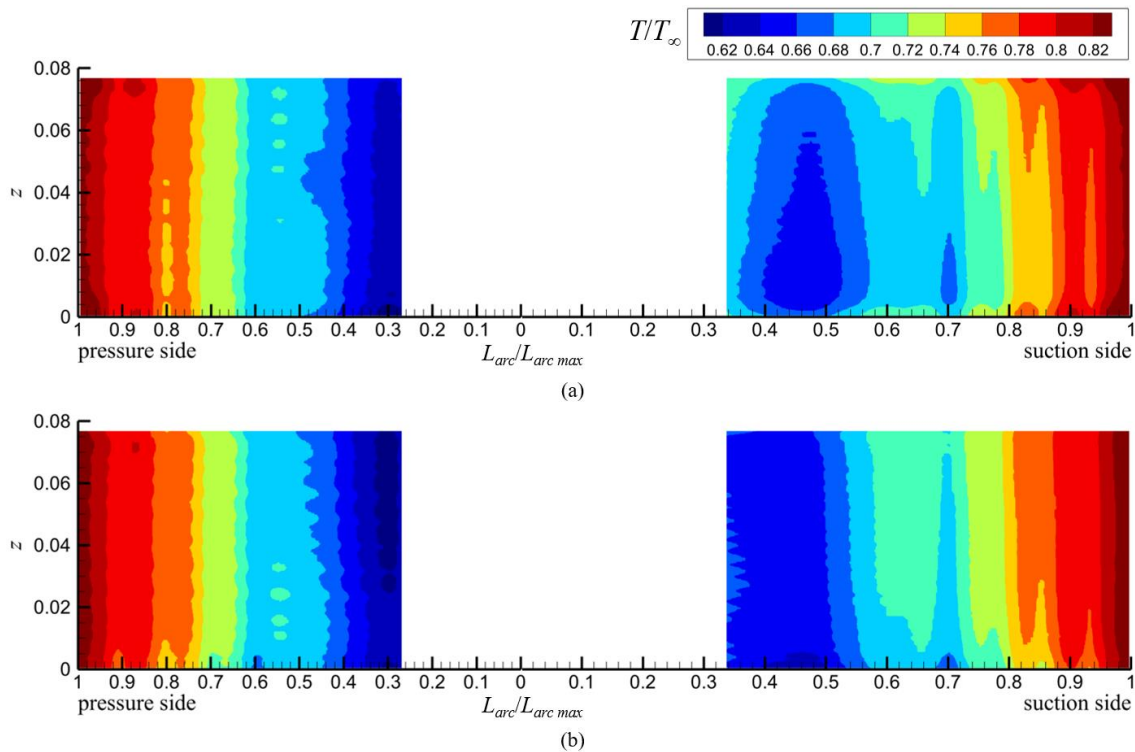 T/T∞
0.62 0.64 0.66 0.68 0.7 0.72 0.74 0.76 0.78 0.8 0.82
0.08
0.06
0.04
0.02
0
z
1 0.9 0.8 0.7 0.6 0.5 0.4 0.3 0.2 0.1 0 0.1 0.2 0.3 0.4 0.5 0.6 0.7 0.8 0.9 1
pressure side L_arc/L_arc max suction side
(a)
0.08
0.06
0.04
0.02
0
z
1 0.9 0.8 0.7 0.6 0.5 0.4 0.3 0.2 0.1 0 0.1 0.2 0.3 0.4 0.5 0.6 0.7 0.8 0.9 1
pressure side L_arc/L_arc max suction side
(b)